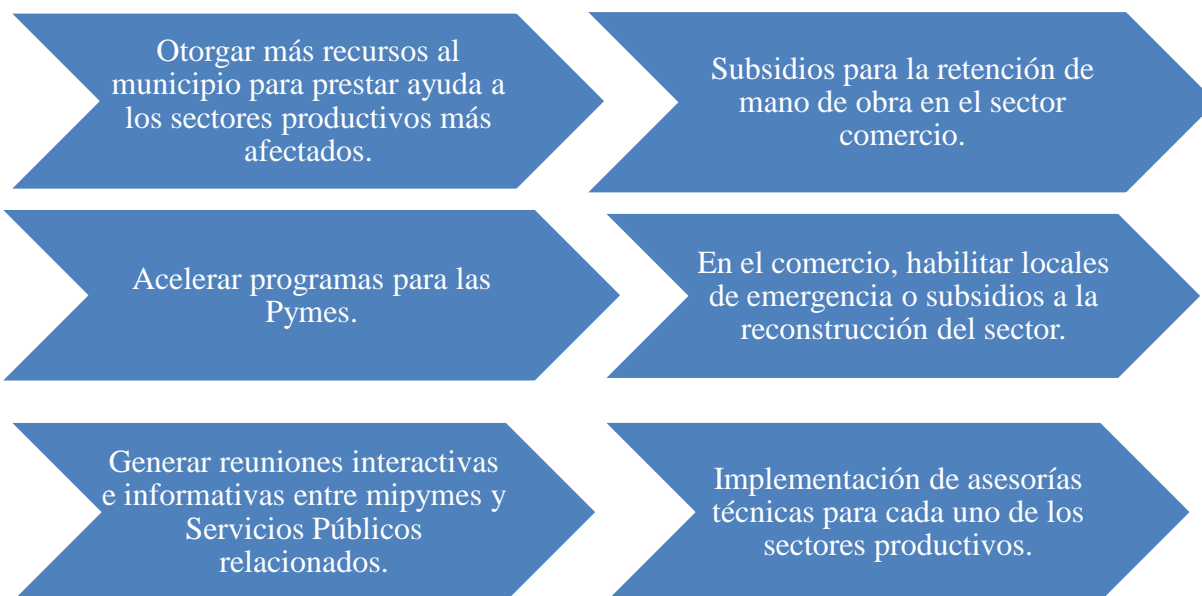 Otorgar más recursos al
municipio para prestar ayuda a
los sectores productivos más
afectados.
Subsidios para la retención de
mano de obra en el sector
comercio.
Acelerar programas para las
Pymes.
En el comercio, habilitar locales
de emergencia o subsidios a la
reconstrucción del sector.
Generar reuniones interactivas
e informativas entre mipymes y
Servicios Públicos
relacionados.
Implementación de asesorías
técnicas para cada uno de los
sectores productivos.